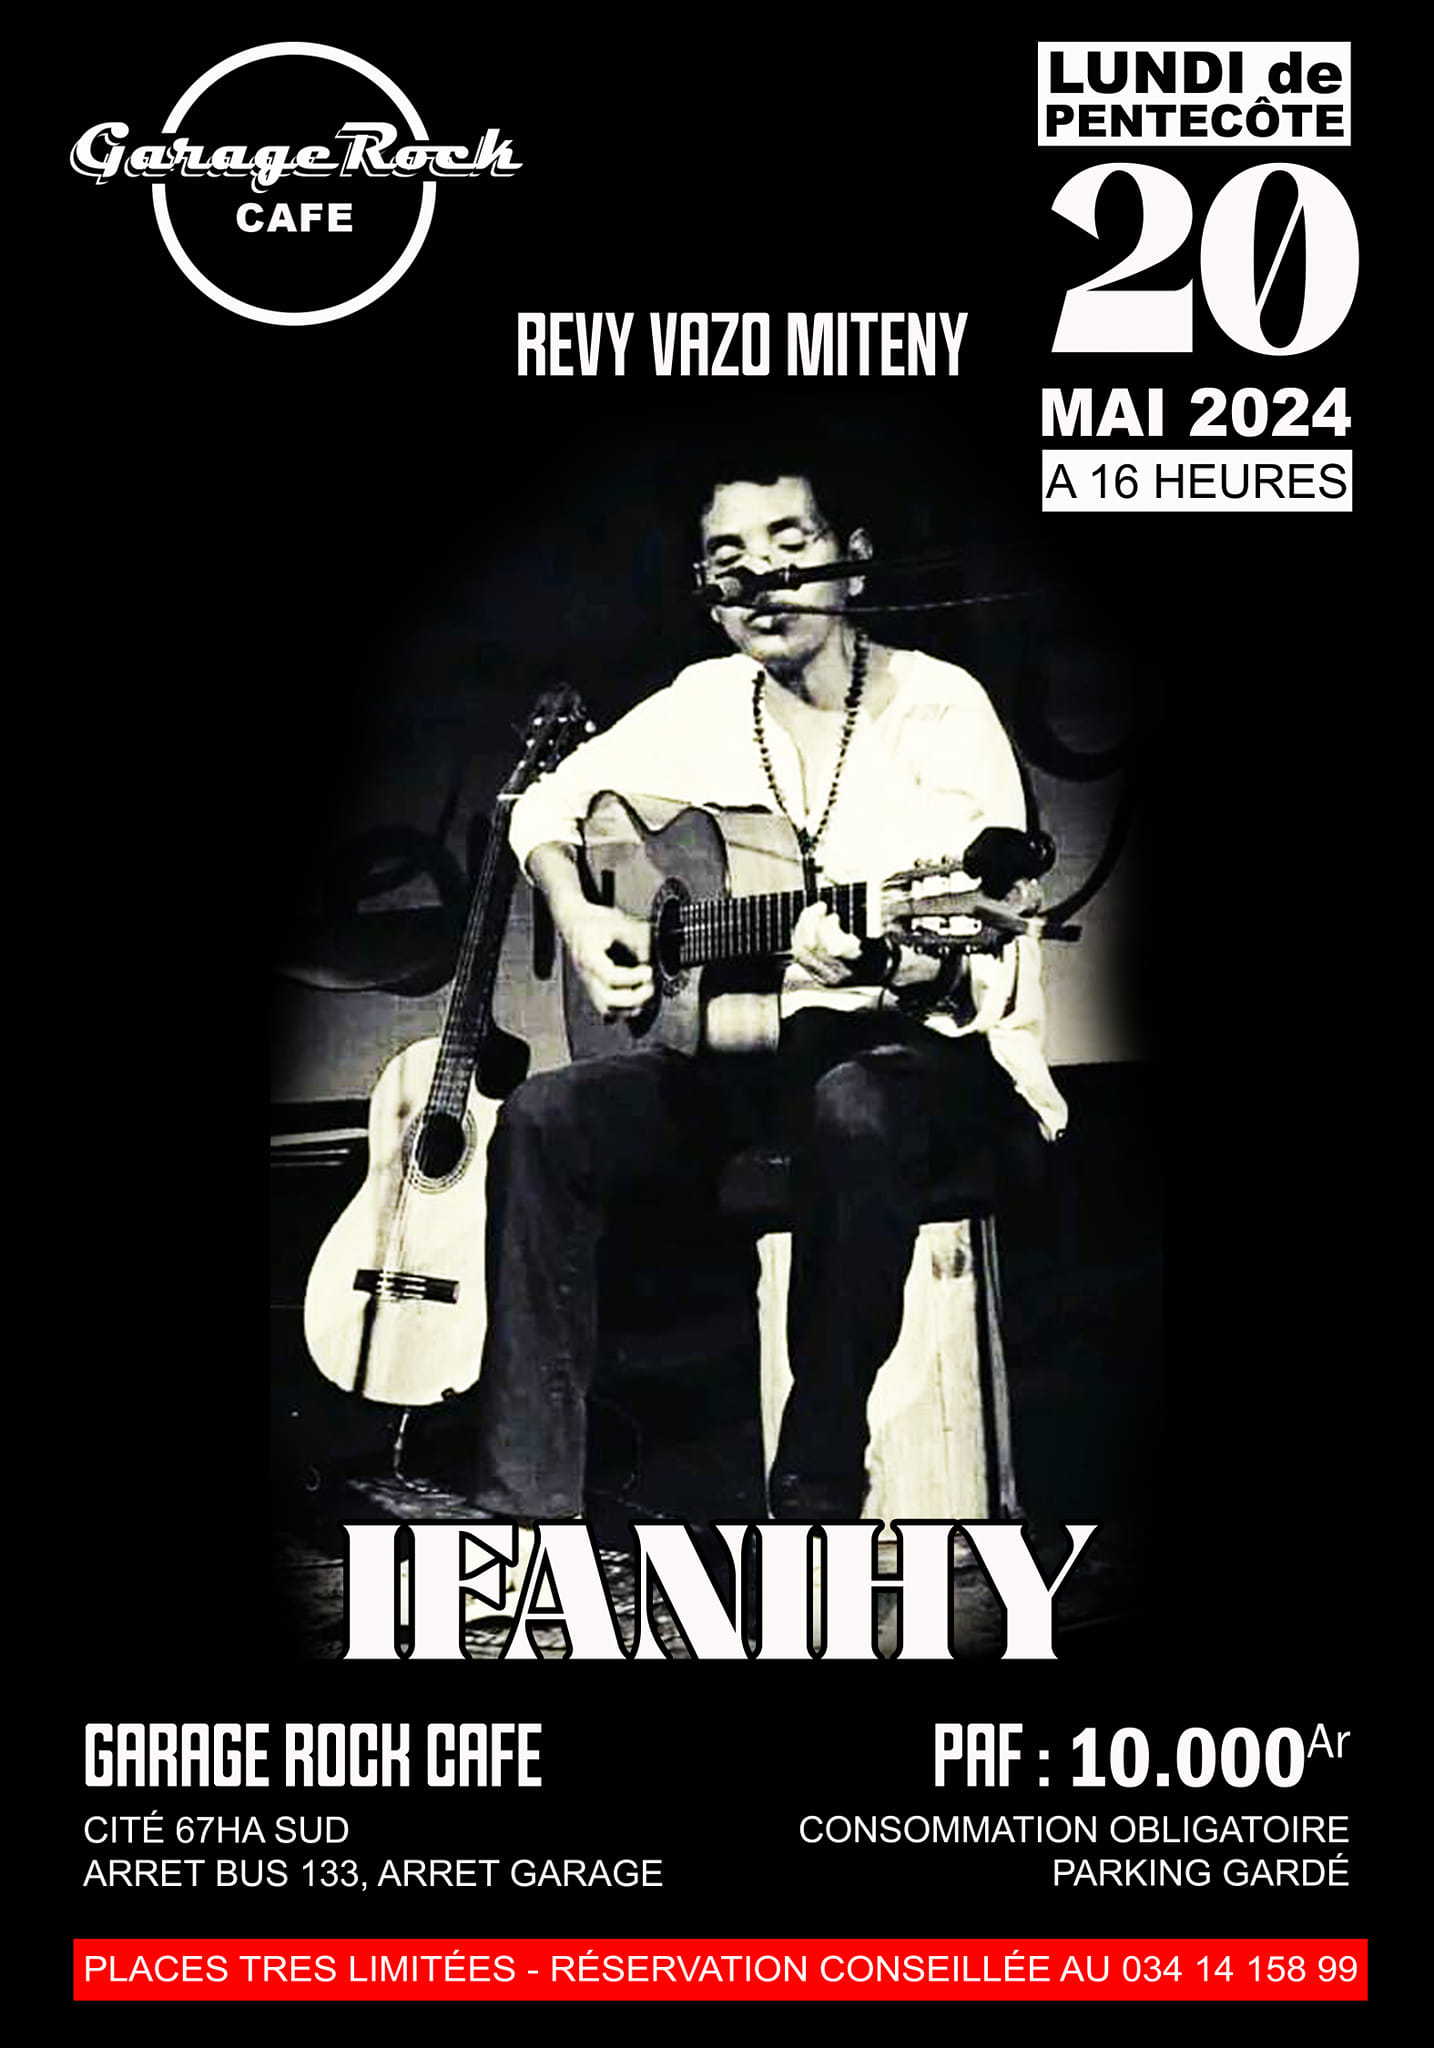 Garage Rock
CAFE
LUNDI de
PENTECÔTE
20
MAI 2024
A 16 HEURES
REVY VAZO MITENY
IFANIHY
GARAGE ROCK CAFE
CITÉ 67HA SUD
ARRET BUS 133, ARRET GARAGE
PAF : 10.000Ar
CONSOMMATION OBLIGATOIRE
PARKING GARDÉ
PLACES TRES LIMITÉES - RÉSERVATION CONSEILLÉE AU 034 14 158 99